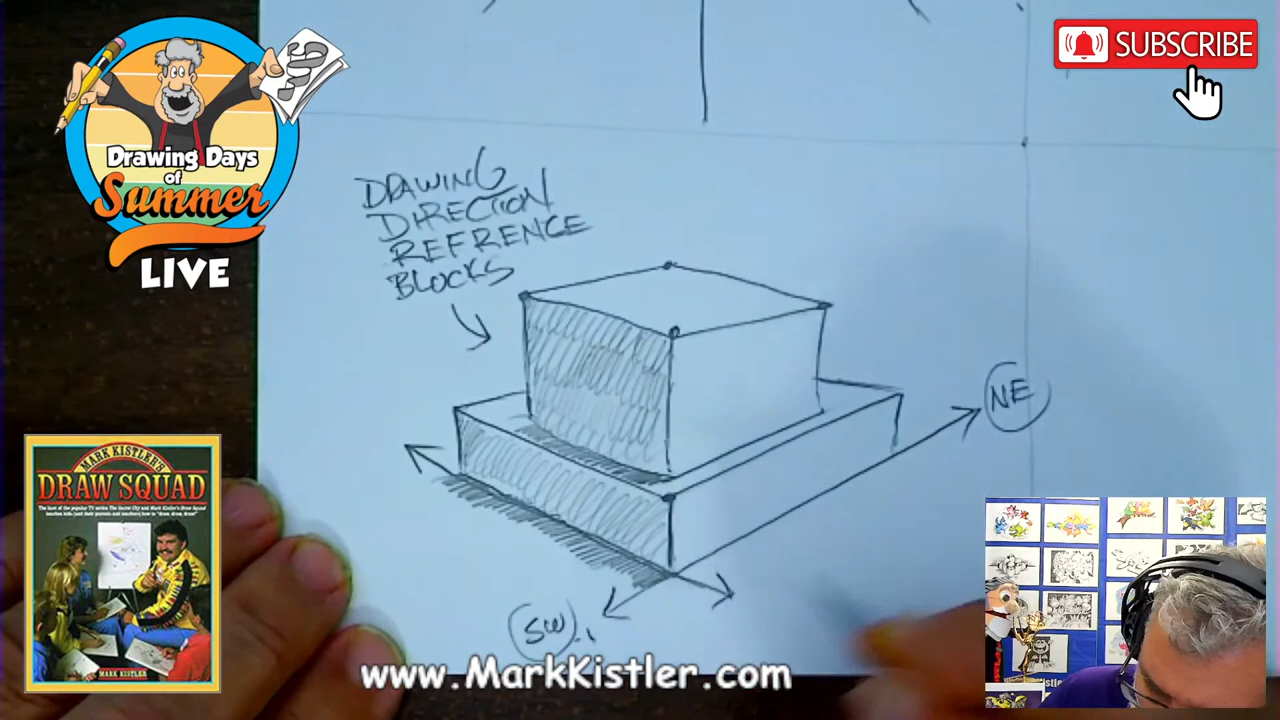 SUBSCRIBE
Drawing Days
of
Summer
LIVE
DRAWING
DIRECTION
REFRENCE
BLOCKS
NE
SW
MARK KISTLER'S
DRAW SQUAD
MARK KISTLER
www.MarkKistler.com